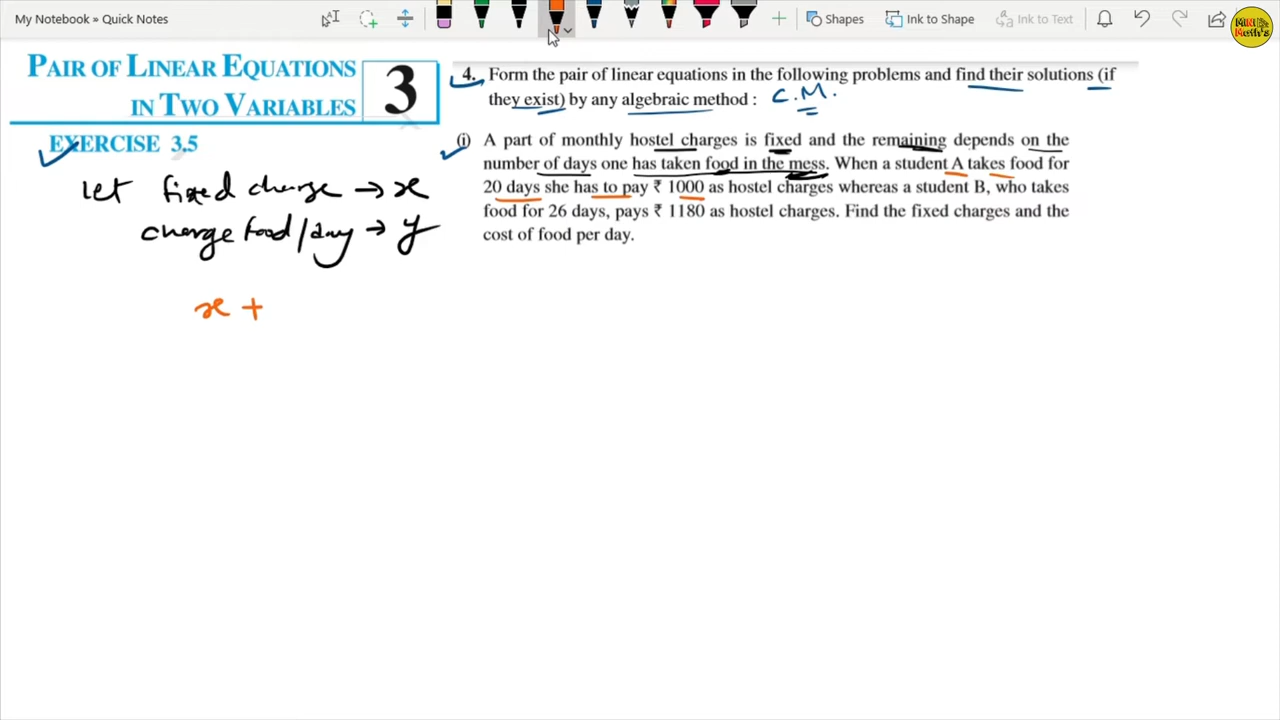 My Notebook » Quick Notes
Shapes
Ink to Shape
Ink to Text
MiNi Math's
PAIR OF LINEAR EQUATIONS
IN TWO VARIABLES
3
EXERCISE 3.5
Let fixed charge → x
charge food/day → y
x +
4. Form the pair of linear equations in the following problems and find their solutions (if
they exist) by any algebraic method : C.M.
(i) A part of monthly hostel charges is fixed and the remaining depends on the
number of days one has taken food in the mess. When a student A takes food for
20 days she has to pay ₹ 1000 as hostel charges whereas a student B, who takes
food for 26 days, pays ₹ 1180 as hostel charges. Find the fixed charges and the
cost of food per day.